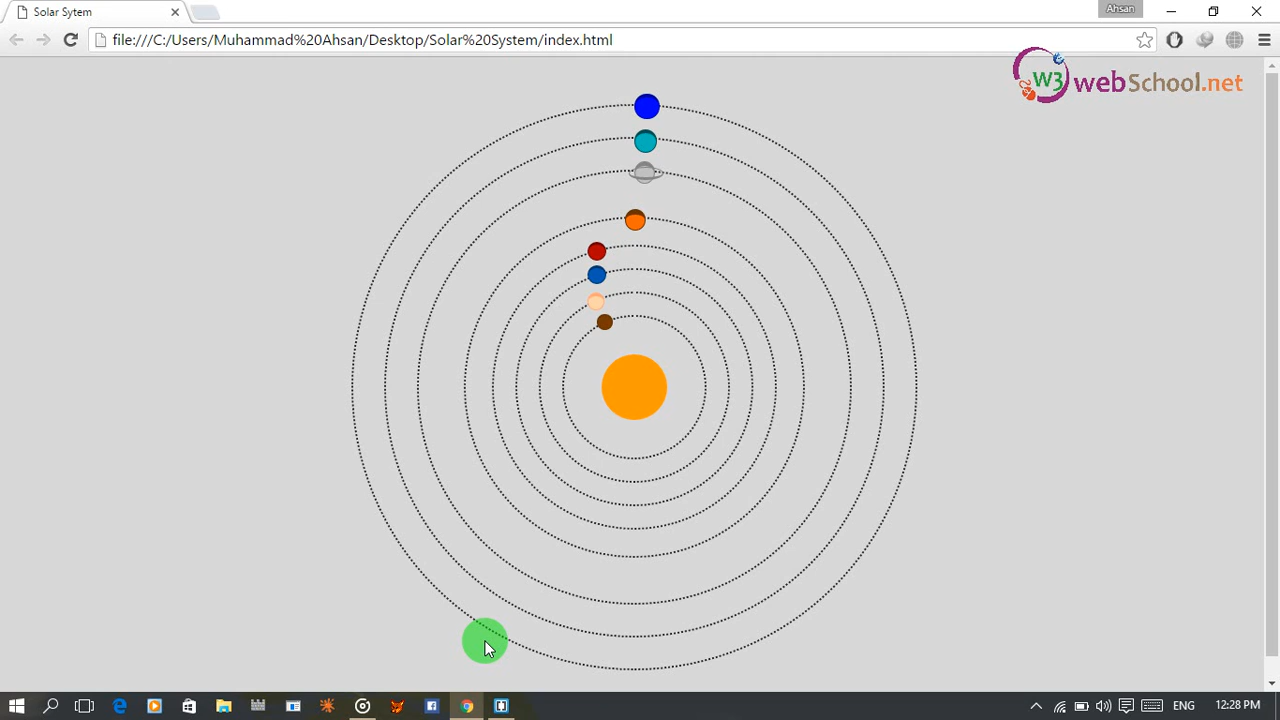 Solar Sytem
Ahsan
file:///C:/Users/Muhammad%20Ahsan/Desktop/Solar%20System/index.html
W3 webSchool.net
ENG
12:28 PM